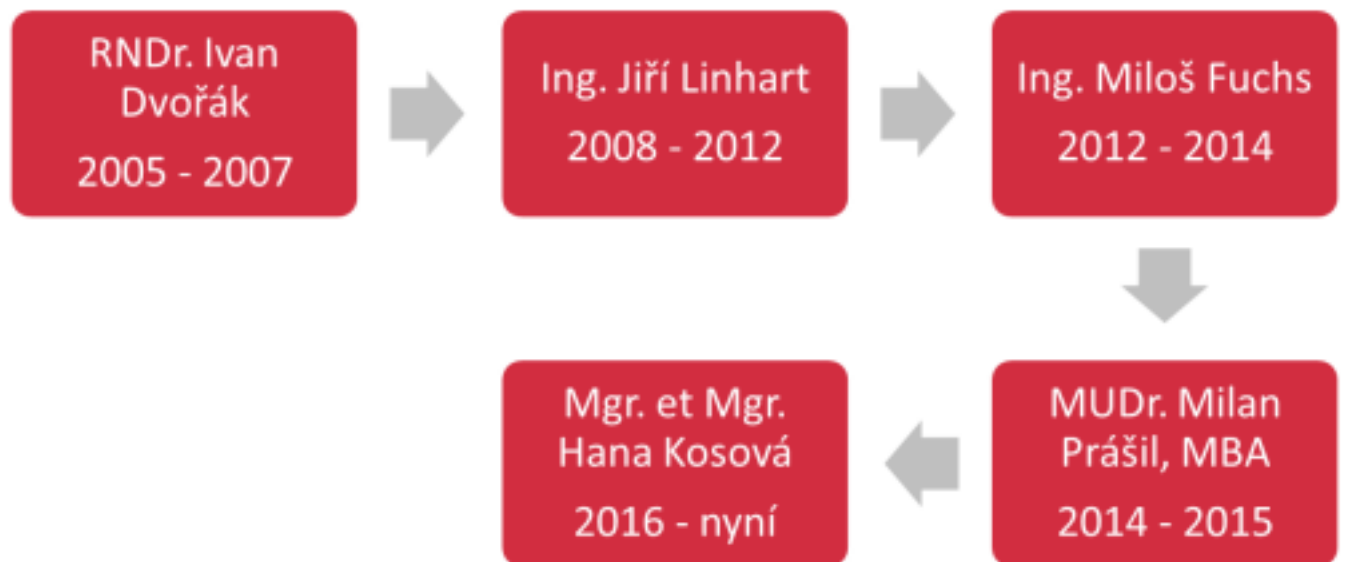 RNDr. Ivan
Dvořák
2005 - 2007
Ing. Jiří Linhart
2008 - 2012
Ing. Miloš Fuchs
2012 - 2014
MUDr. Milan
Prášil, MBA
2014 - 2015
Mgr. et Mgr.
Hana Kosová
2016 - nyní